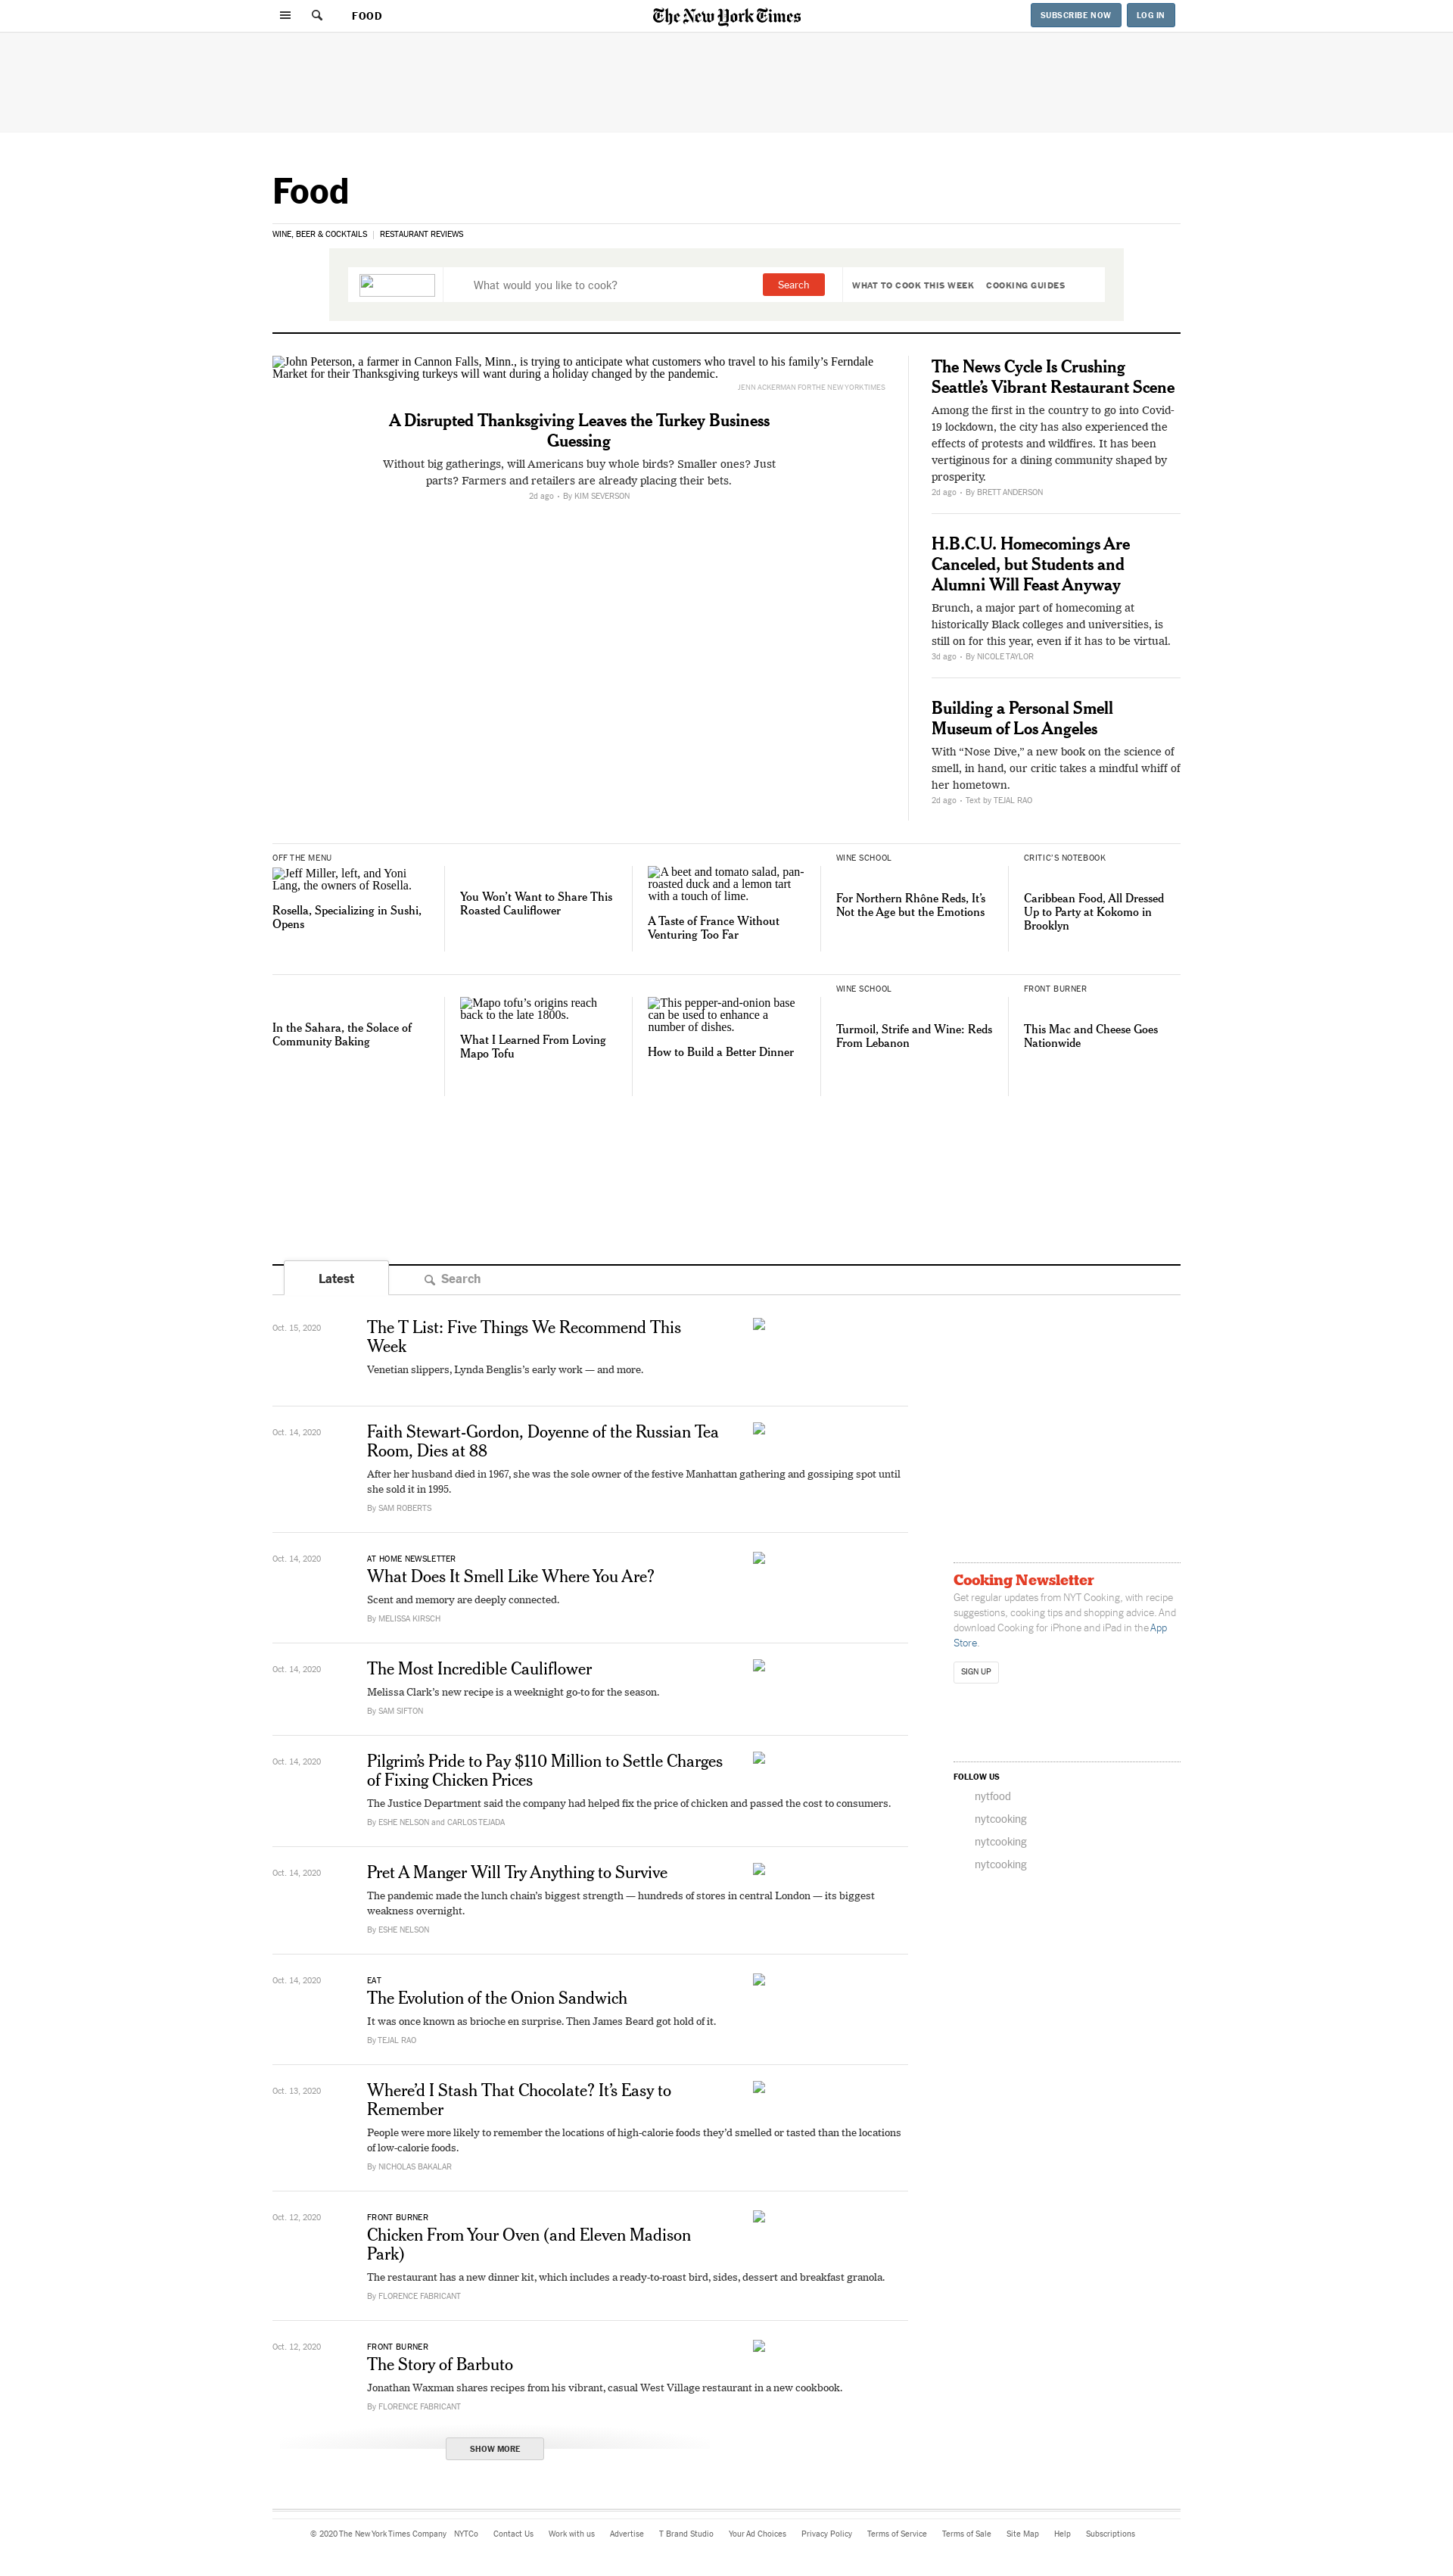 FOOD
The New York Times
SUBSCRIBE NOW
LOG IN
Food
WINE, BEER & COCKTAILS
RESTAURANT REVIEWS
What would you like to cook?
Search
WHAT TO COOK THIS WEEK
COOKING GUIDES
John Peterson, a farmer in Cannon Falls, Minn., is trying to anticipate what customers who travel to his family’s Ferndale
Market for their Thanksgiving turkeys will want during a holiday changed by the pandemic.
JENN ACKERMAN FOR THE NEW YORK TIMES
A Disrupted Thanksgiving Leaves the Turkey Business
Guessing
Without big gatherings, will Americans buy whole birds? Smaller ones? Just
parts? Farmers and retailers are already placing their bets.
2d ago · By KIM SEVERSON
The News Cycle Is Crushing
Seattle’s Vibrant Restaurant Scene
Among the first in the country to go into Covid-
19 lockdown, the city has also experienced the
effects of protests and wildfires. It has been
vertiginous for a dining community shaped by
prosperity.
2d ago · By BRETT ANDERSON
H.B.C.U. Homecomings Are
Canceled, but Students and
Alumni Will Feast Anyway
Brunch, a major part of homecoming at
historically Black colleges and universities, is
still on for this year, even if it has to be virtual.
3d ago · By NICOLE TAYLOR
Building a Personal Smell
Museum of Los Angeles
With “Nose Dive,” a new book on the science of
smell, in hand, our critic takes a mindful whiff of
her hometown.
2d ago · Text by TEJAL RAO
OFF THE MENU
Jeff Miller, left, and Yoni
Lang, the owners of Rosella.
Rosella, Specializing in Sushi,
Opens
You Won’t Want to Share This
Roasted Cauliflower
A beet and tomato salad, pan-
roasted duck and a lemon tart
with a touch of lime.
A Taste of France Without
Venturing Too Far
WINE SCHOOL
For Northern Rhône Reds, It’s
Not the Age but the Emotions
CRITIC’S NOTEBOOK
Caribbean Food, All Dressed
Up to Party at Kokomo in
Brooklyn
In the Sahara, the Solace of
Community Baking
Mapo tofu’s origins reach
back to the late 1800s.
What I Learned From Loving
Mapo Tofu
This pepper-and-onion base
can be used to enhance a
number of dishes.
How to Build a Better Dinner
WINE SCHOOL
Turmoil, Strife and Wine: Reds
From Lebanon
FRONT BURNER
This Mac and Cheese Goes
Nationwide
Latest
Search
Oct. 15, 2020
The T List: Five Things We Recommend This
Week
Venetian slippers, Lynda Benglis’s early work — and more.
Oct. 14, 2020
Faith Stewart-Gordon, Doyenne of the Russian Tea
Room, Dies at 88
After her husband died in 1967, she was the sole owner of the festive Manhattan gathering and gossiping spot until
she sold it in 1995.
By SAM ROBERTS
Oct. 14, 2020
AT HOME NEWSLETTER
What Does It Smell Like Where You Are?
Scent and memory are deeply connected.
By MELISSA KIRSCH
Oct. 14, 2020
The Most Incredible Cauliflower
Melissa Clark’s new recipe is a weeknight go-to for the season.
By SAM SIFTON
Oct. 14, 2020
Pilgrim’s Pride to Pay $110 Million to Settle Charges
of Fixing Chicken Prices
The Justice Department said the company had helped fix the price of chicken and passed the cost to consumers.
By ESHE NELSON and CARLOS TEJADA
Oct. 14, 2020
Pret A Manger Will Try Anything to Survive
The pandemic made the lunch chain’s biggest strength — hundreds of stores in central London — its biggest
weakness overnight.
By ESHE NELSON
Oct. 14, 2020
EAT
The Evolution of the Onion Sandwich
It was once known as brioche en surprise. Then James Beard got hold of it.
By TEJAL RAO
Oct. 13, 2020
Where’d I Stash That Chocolate? It’s Easy to
Remember
People were more likely to remember the locations of high-calorie foods they’d smelled or tasted than the locations
of low-calorie foods.
By NICHOLAS BAKALAR
Oct. 12, 2020
FRONT BURNER
Chicken From Your Oven (and Eleven Madison
Park)
The restaurant has a new dinner kit, which includes a ready-to-roast bird, sides, dessert and breakfast granola.
By FLORENCE FABRICANT
Oct. 12, 2020
FRONT BURNER
The Story of Barbuto
Jonathan Waxman shares recipes from his vibrant, casual West Village restaurant in a new cookbook.
By FLORENCE FABRICANT
SHOW MORE
Cooking Newsletter
Get regular updates from NYT Cooking, with recipe
suggestions, cooking tips and shopping advice. And
download Cooking for iPhone and iPad in the App
Store.
SIGN UP
FOLLOW US
nytfood
nytcooking
nytcooking
nytcooking
© 2020 The New York Times Company NYTCo Contact Us Work with us Advertise T Brand Studio Your Ad Choices Privacy Policy Terms of Service Terms of Sale Site Map Help Subscriptions